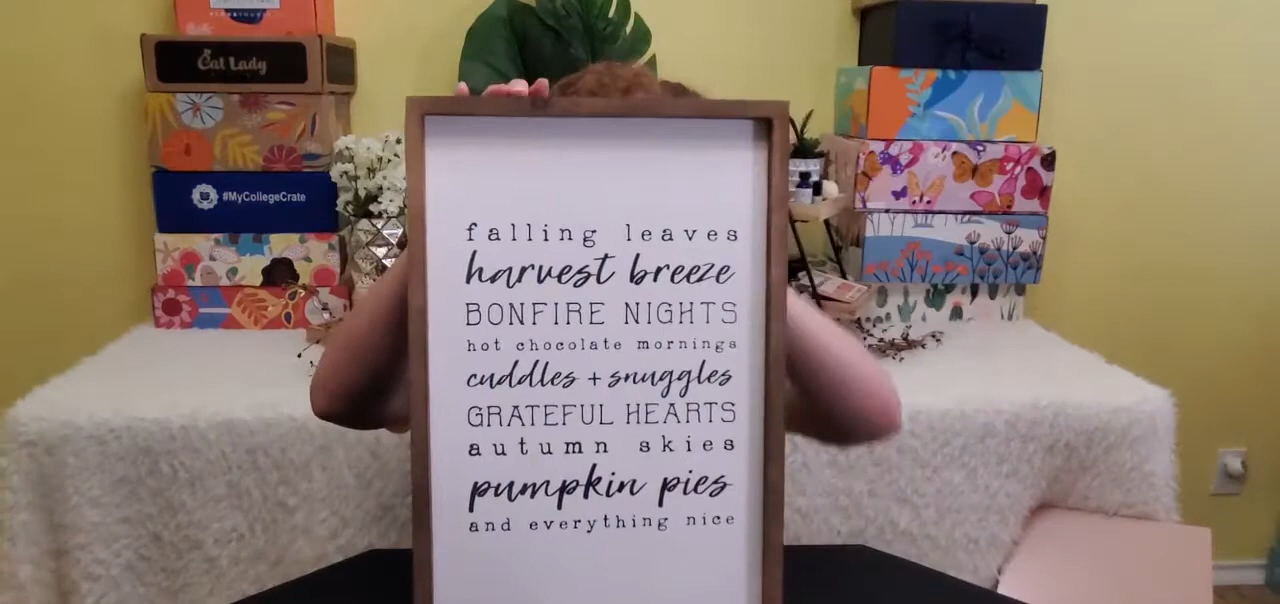 Cat Lady
#MyCollegeCrate
falling leaves
harvest breeze
BONFIRE NIGHTS
hot chocolate mornings
cuddles + snuggles
GRATEFUL HEARTS
autumn skies
pumpkin pies
and everything nice